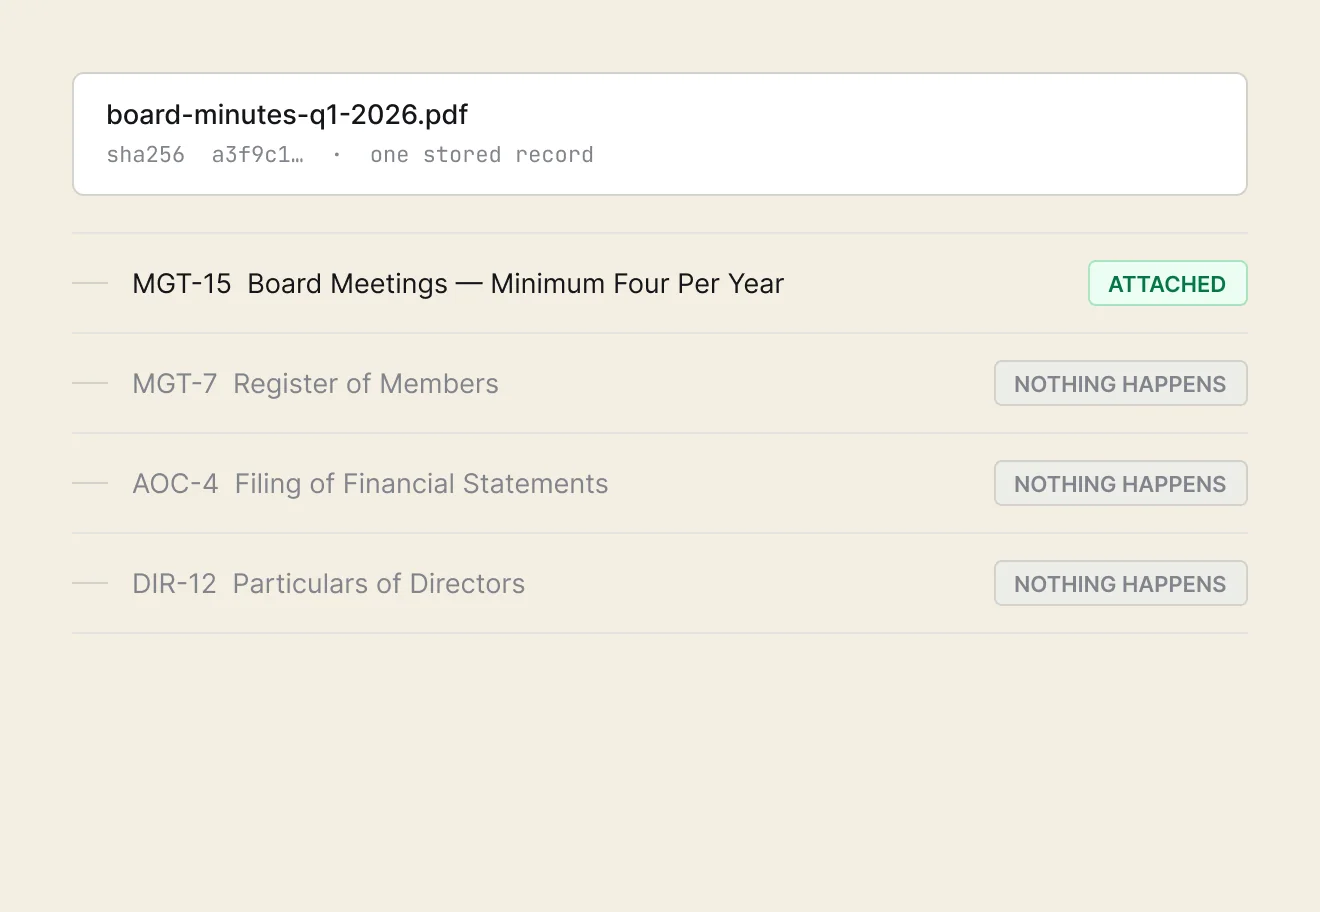 board-minutes-q1-2026.pdf
sha256 a3f9c1… · one stored record
MGT-15 Board Meetings — Minimum Four Per Year
ATTACHED
MGT-7 Register of Members
NOTHING HAPPENS
AOC-4 Filing of Financial Statements
NOTHING HAPPENS
DIR-12 Particulars of Directors
NOTHING HAPPENS